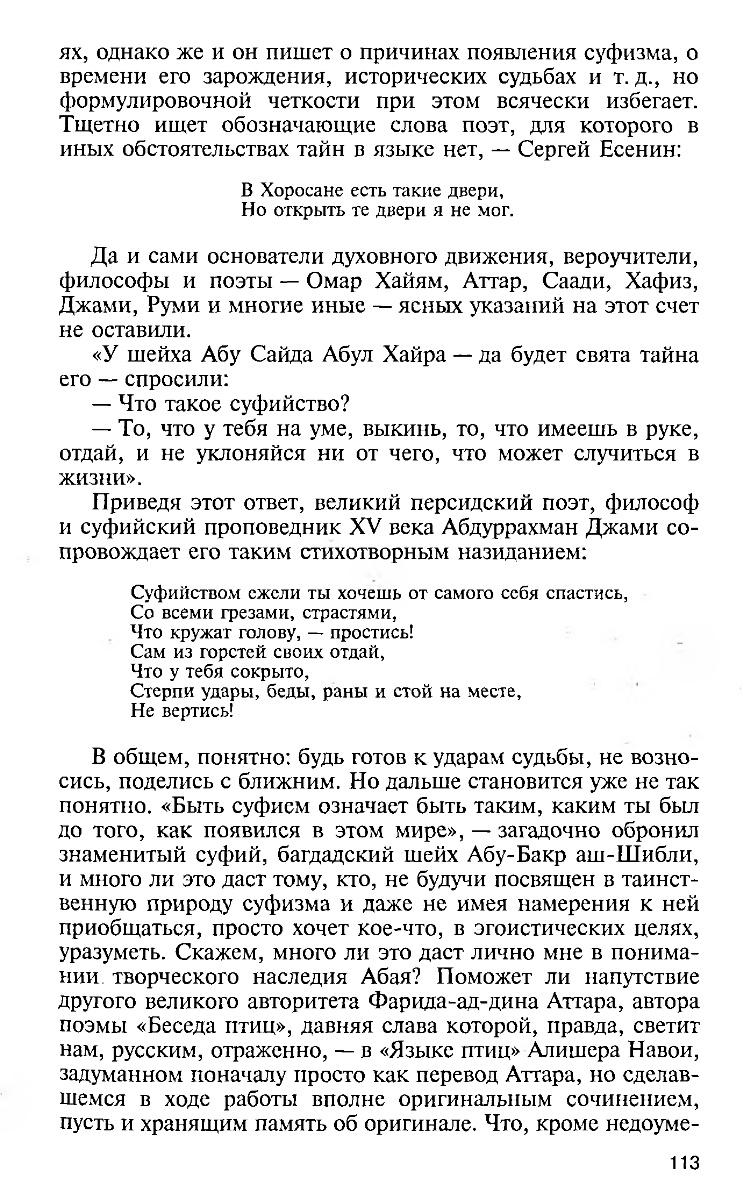 ях, однако же и он пишет о причинах появления суфизма, о
времени его зарождения, исторических судьбах и т. д., но
формулировочной четкости при этом всячески избегает.
Тщетно ищет обозначающие слова поэт, для которого в
иных обстоятельствах тайн в языке нет, — Сергей Есенин:
В Хоросане есть такие двери,
Но открыть те двери я не мог.
Да и сами основатели духовного движения, вероучители,
философы и поэты — Омар Хайям, Аттар, Саади, Хафиз,
Джами, Руми и многие иные — ясных указаний на этот счет
не оставили.
«У шейха Абу Сайда Абул Хайра — да будет свята тайна
его — спросили:
— Что такое суфийство?
— То, что у тебя на уме, выкинь, то, что имеешь в руке,
отдай, и не уклоняйся ни от чего, что может случиться в
жизни».
Приведя этот ответ, великий персидский поэт, философ
и суфийский проповедник XV века Абдуррахман Джами со-
провождает его таким стихотворным назиданием:
Суфийством ежели ты хочешь от самого себя спастись,
Со всеми грезами, страстями,
Что кружат голову, — простись!
Сам из горстей своих отдай,
Что у тебя сокрыто,
Стерпи удары, беды, раны и стой на месте,
Не вертись!
В общем, понятно: будь готов к ударам судьбы, не возно-
сись, поделись с ближним. Но дальше становится уже не так
понятно. «Быть суфием означает быть таким, каким ты был
до того, как появился в этом мире», — загадочно обронил
знаменитый суфий, багдадский шейх Абу-Бакр аш-Шибли,
и много ли это даст тому, кто, не будучи посвящен в таинст-
венную природу суфизма и даже не имея намерения к ней
приобщаться, просто хочет кое-что, в эгоистических целях,
уразуметь. Скажем, много ли это даст лично мне в понима-
нии творческого наследия Абая? Поможет ли напутствие
другого великого авторитета Фарида-ад-дина Аттара, автора
поэмы «Беседа птиц», давняя слава которой, правда, светит
нам, русским, отраженно, — в «Языке птиц» Алишера Навои,
задуманном поначалу просто как перевод Аттара, но сделав-
шемся в ходе работы вполне оригинальным сочинением,
пусть и хранящим память об оригинале. Что, кроме недоуме-
113